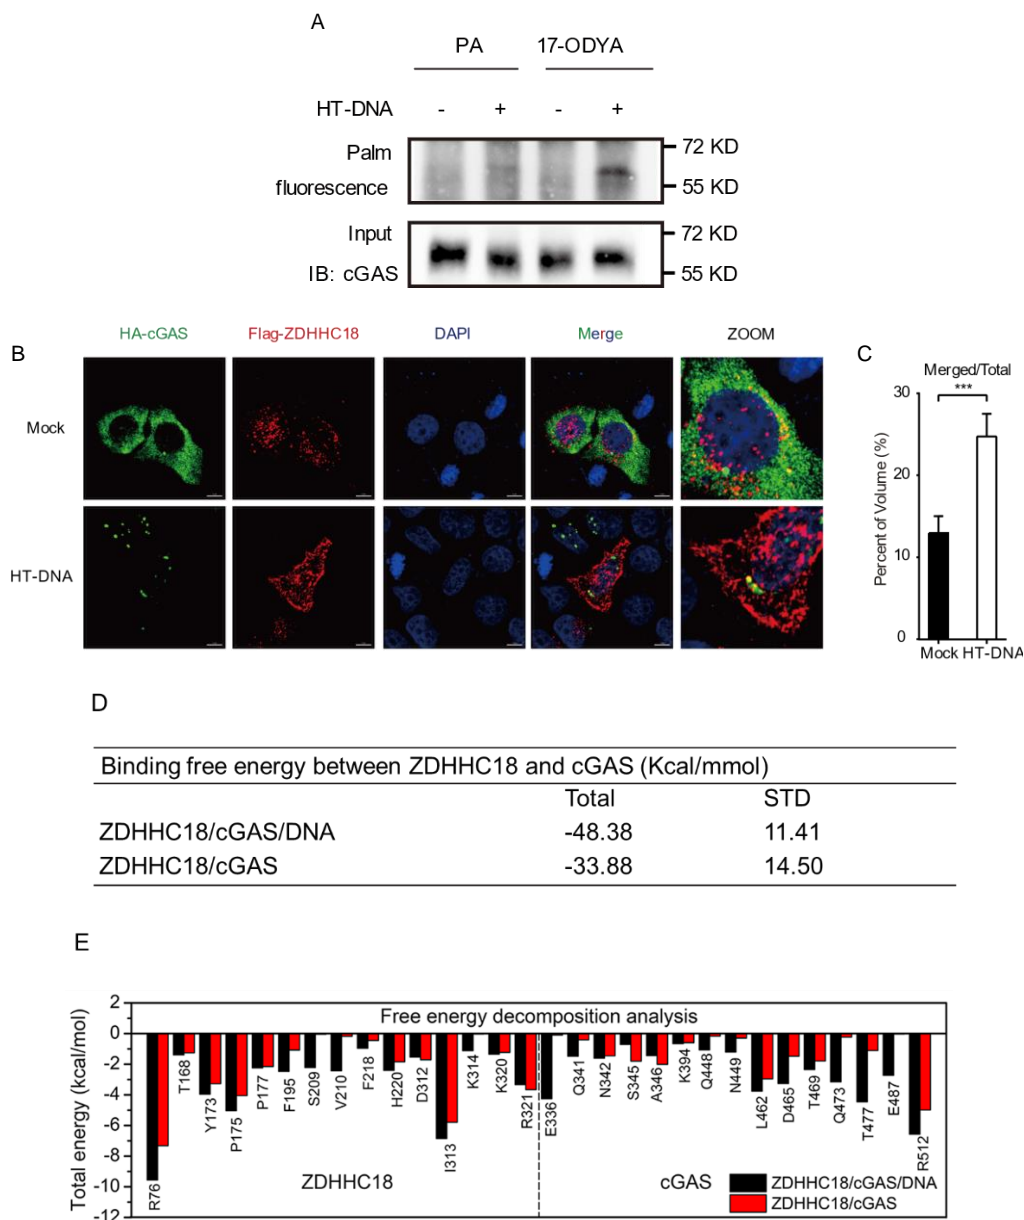 A
PA 17-ODYA
HT-DNA - + - +
Palm
fluorescence
72 KD
55 KD
Input
IB: cGAS
72 KD
55 KD
B
HA-cGAS Flag-ZDHHC18 DAPI Merge ZOOM
Mock
HT-DNA
C
Merged/Total
***
Percent of Volume (%)
30
20
10
0
Mock HT-DNA
D
Binding free energy between ZDHHC18 and cGAS (Kcal/mmol)
Total STD
ZDHHC18/cGAS/DNA -48.38 11.41
ZDHHC18/cGAS -33.88 14.50
E
Free energy decomposition analysis
Total energy (kcal/mol)
2
0
-2
-4
-6
-8
-10
-12
R76 T168 Y173 P175 P177 F195 S209 V210 F218 H220 D312 I313 K314 K320 R321 E336 Q341 N342 S345 A346 K394 Q448 N449 L462 D465 T469 Q473 T477 E487 R512
ZDHHC18 cGAS
ZDHHC18/cGAS/DNA
ZDHHC18/cGAS